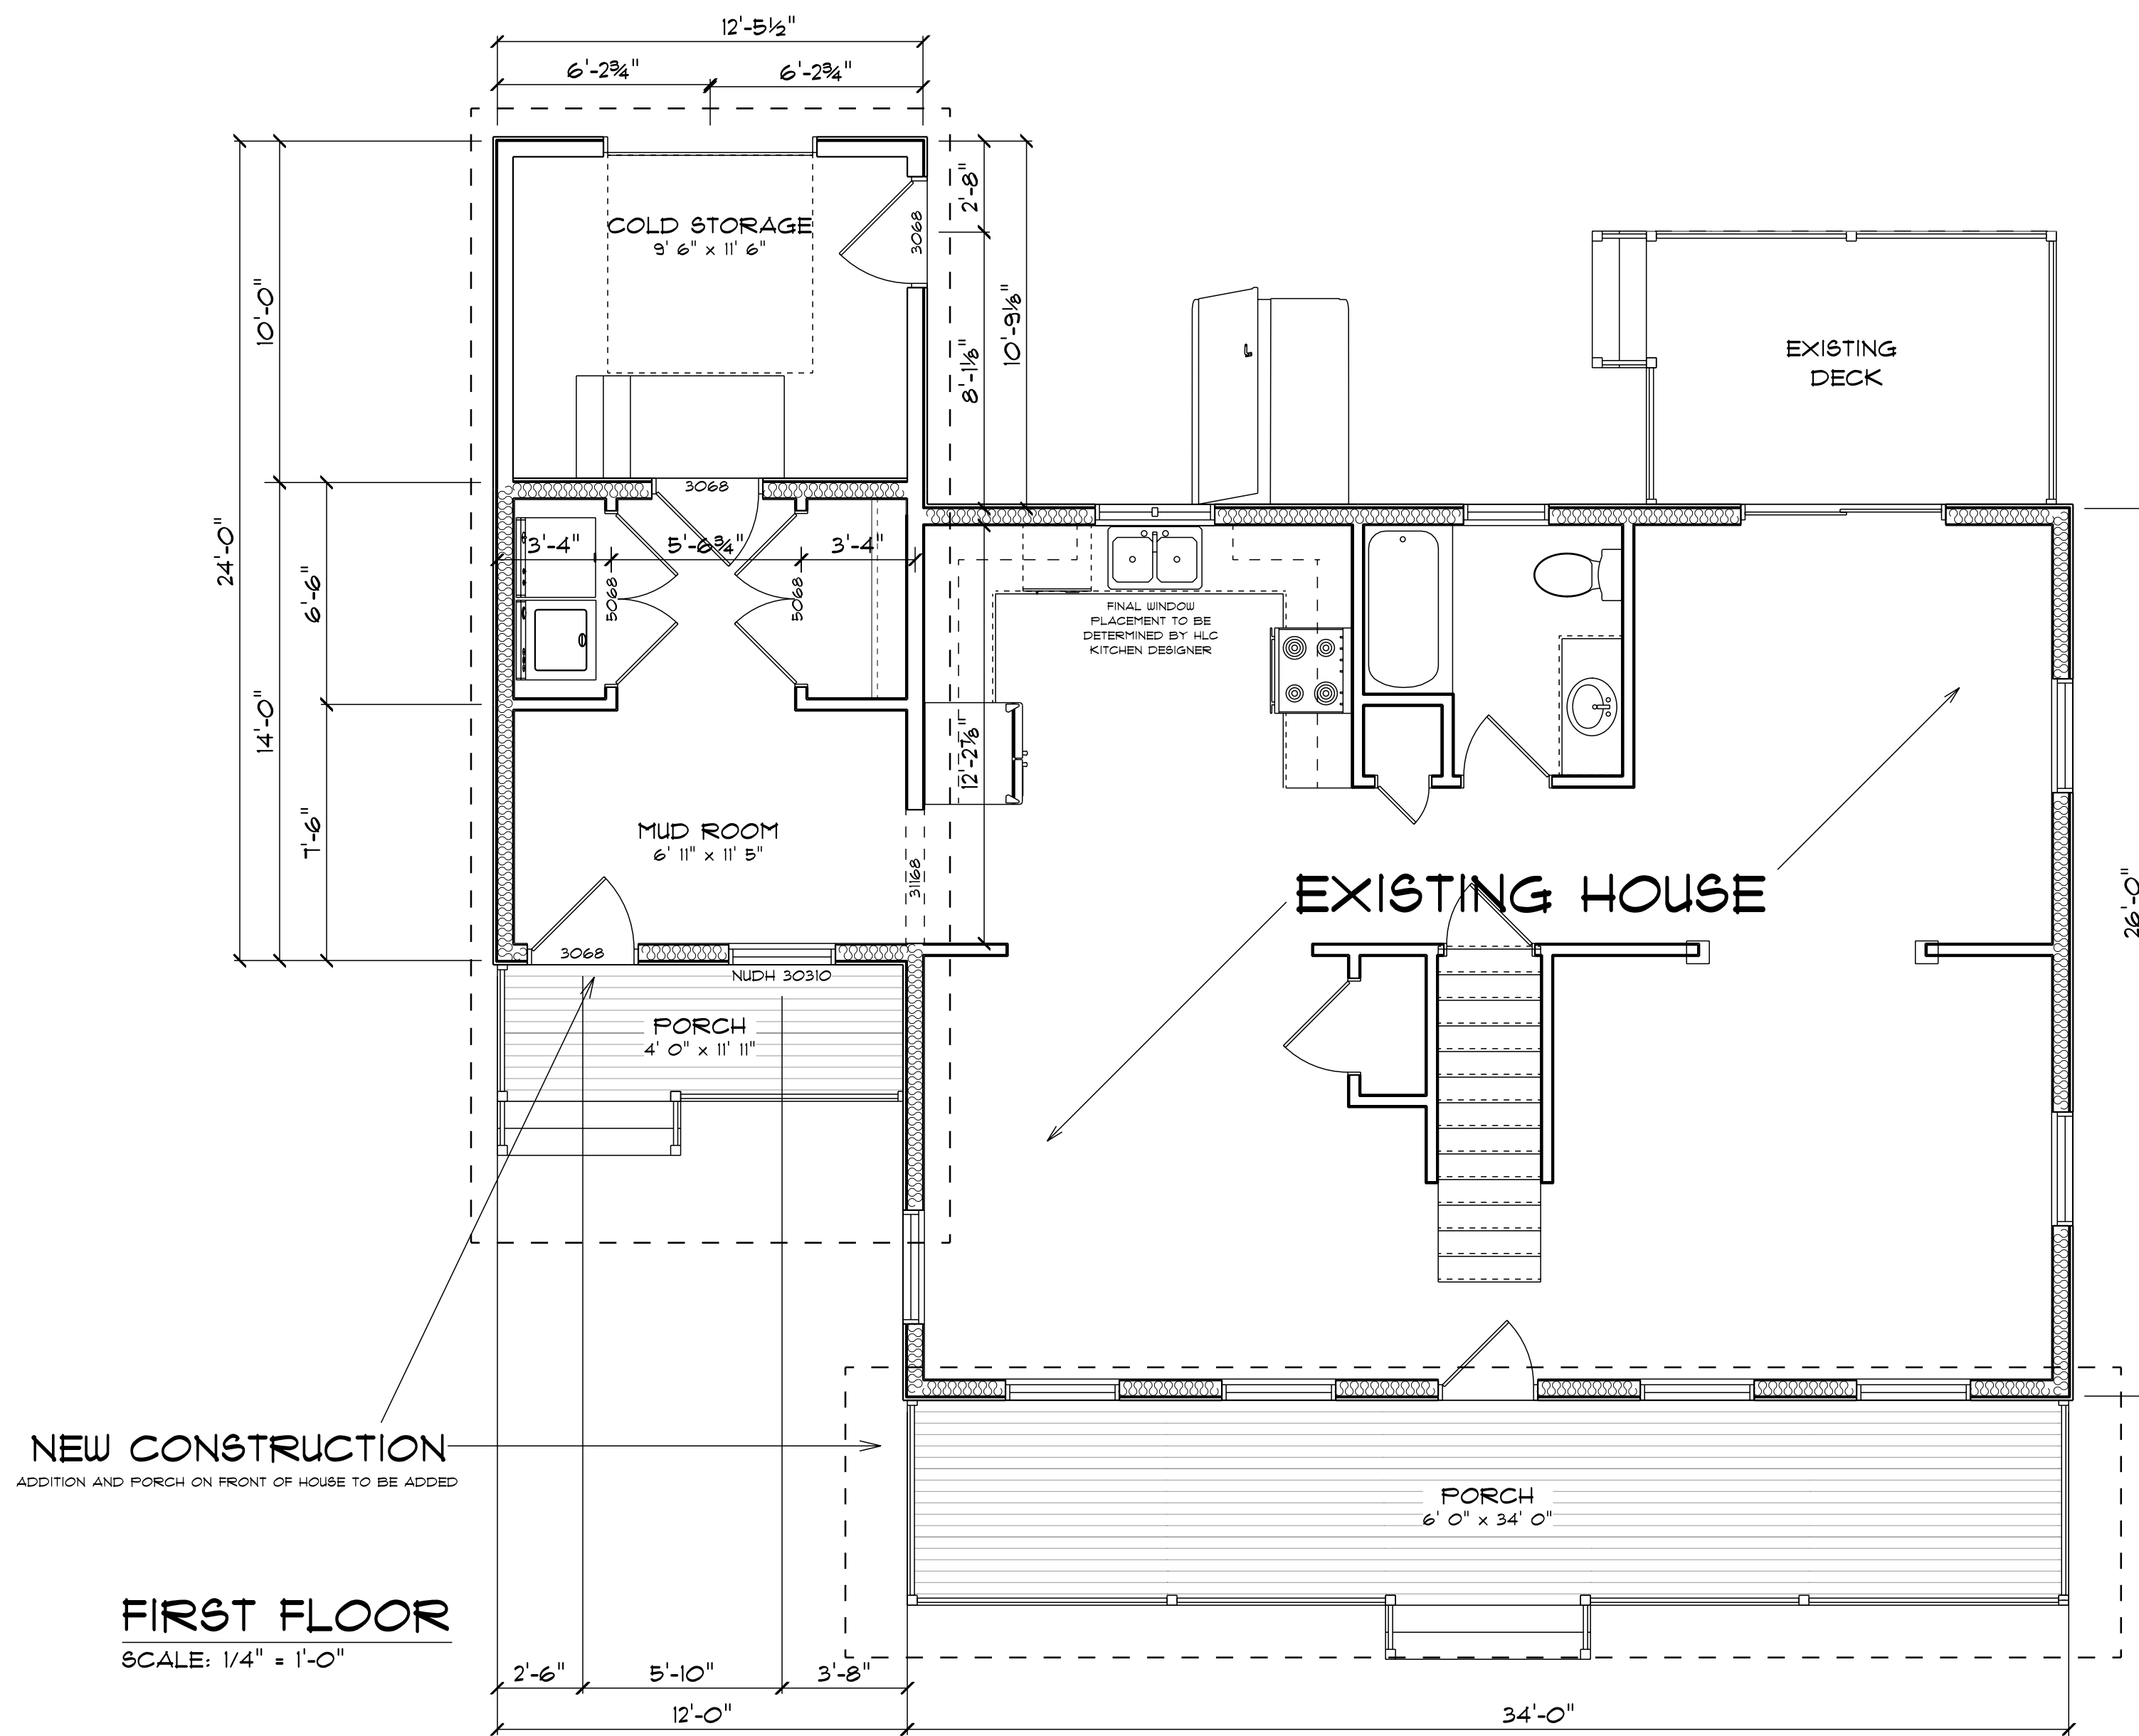 12'-5½"
6'-2¾"
6'-2¾"
2'-8"
COLD STORAGE
9' 6" x 11' 6"
3068
10'-0"
10'-9⅛"
8'-1⅛"
EXISTING
DECK
3068
24'-0"
6'-6"
3'-4"
5'-6¾"
3'-4"
5068
5068
FINAL WINDOW
PLACEMENT TO BE
DETERMINED BY HLC
KITCHEN DESIGNER
14'-0"
12'-2⅞"
7'-6"
MUD ROOM
6' 11" x 11' 5"
31168
EXISTING HOUSE
26'-0"
3068
NUDH 30310
PORCH
4' 0" x 11' 11"
NEW CONSTRUCTION
ADDITION AND PORCH ON FRONT OF HOUSE TO BE ADDED
PORCH
6' 0" x 34' 0"
FIRST FLOOR
SCALE: 1/4" = 1'-0"
2'-6"
5'-10"
3'-8"
12'-0"
34'-0"